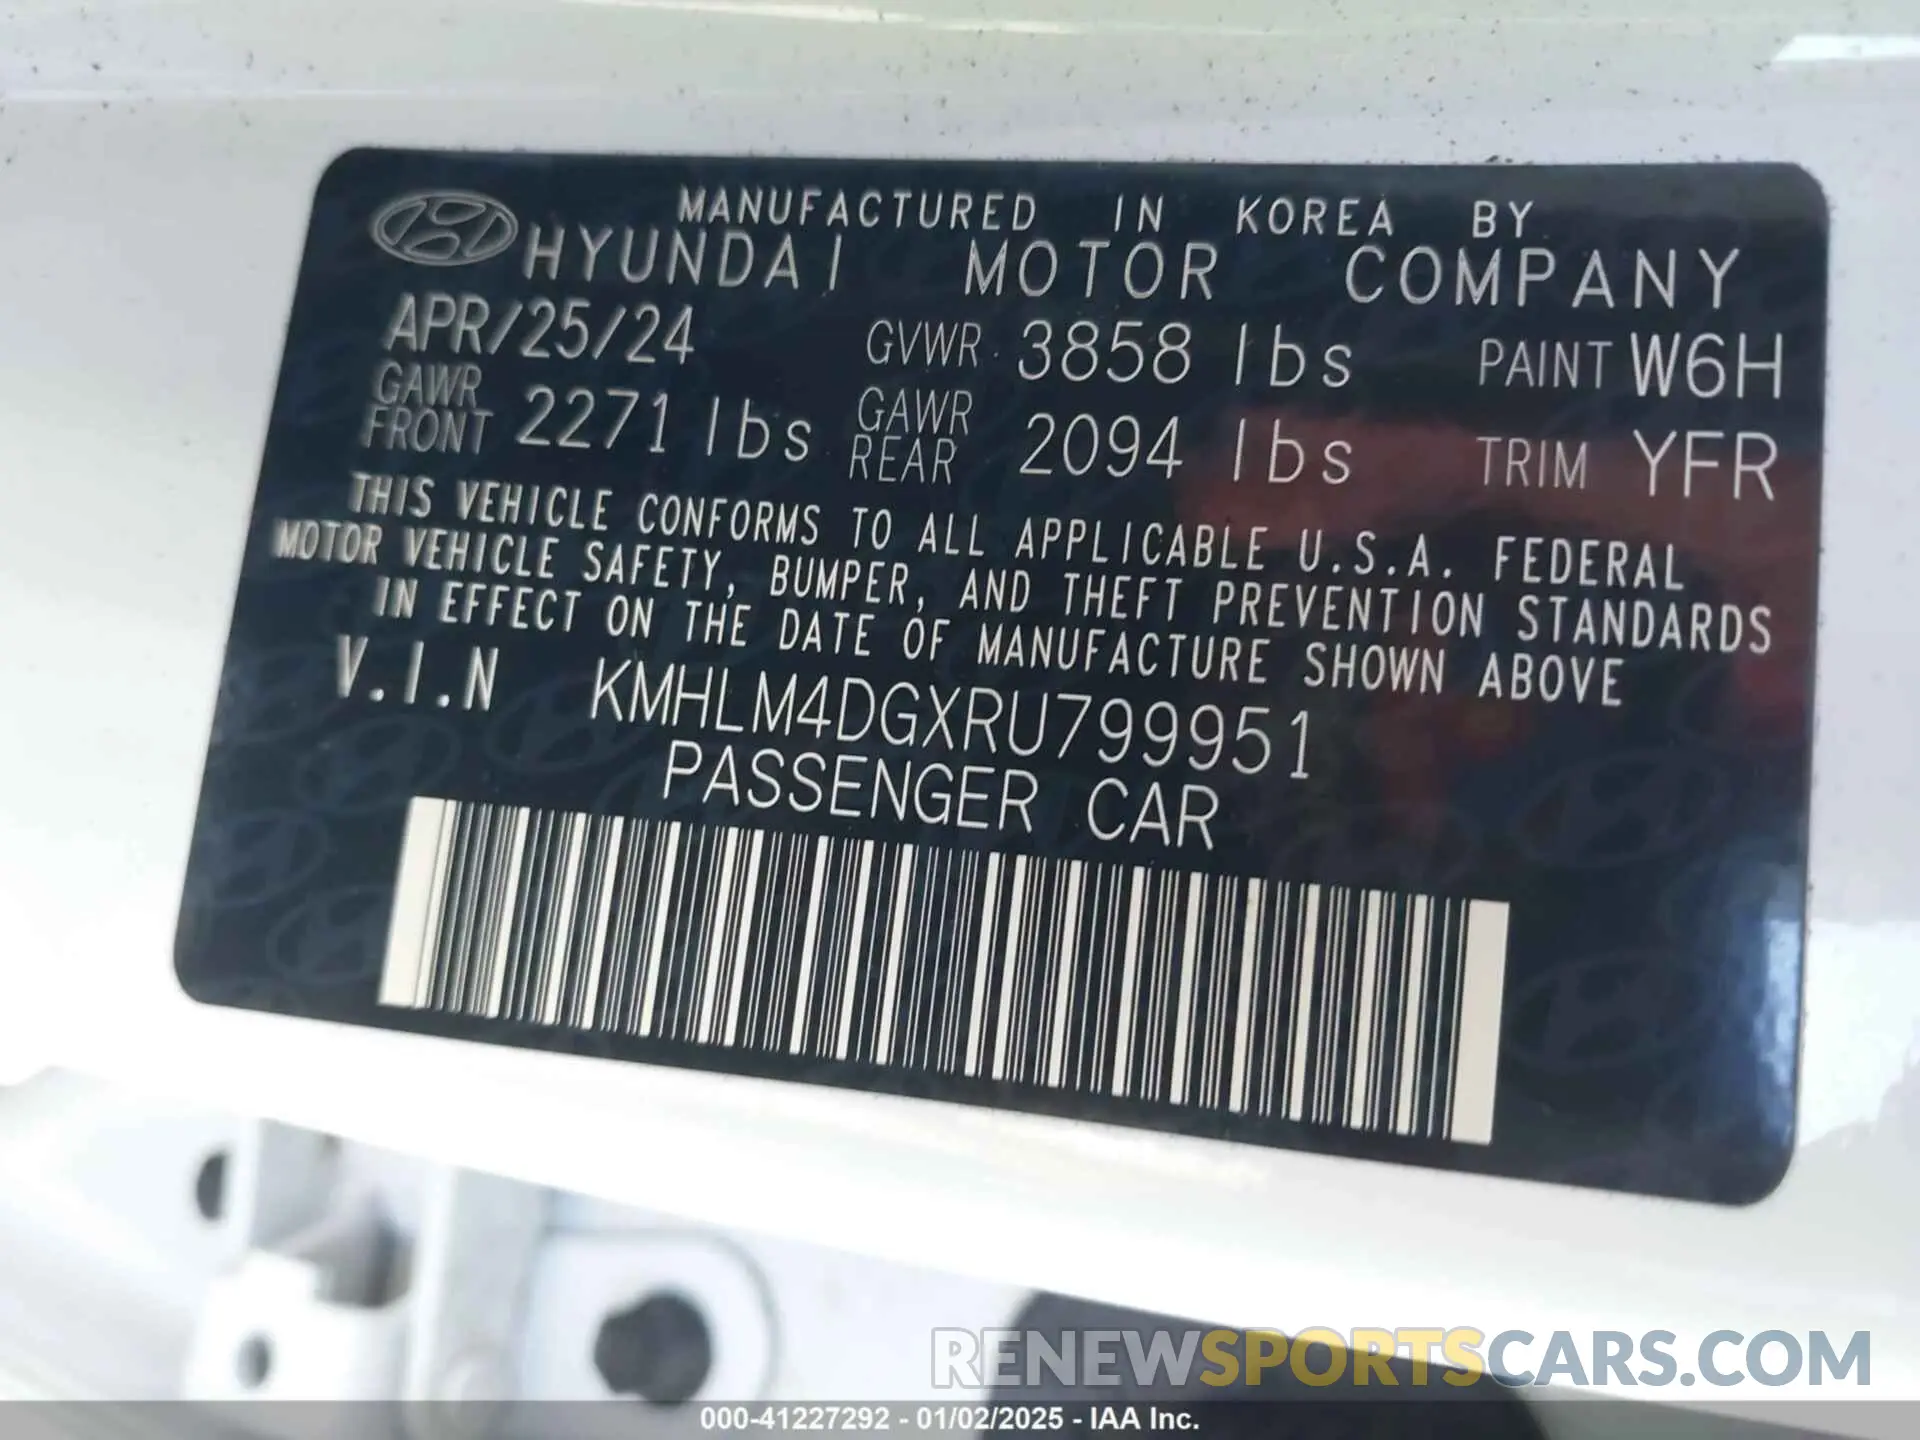 MANUFACTURED IN KOREA BY
HYUNDAI MOTOR COMPANY
APR/25/24 GVWR 3858 lbs PAINT W6H
GAWR FRONT 2271 lbs GAWR REAR 2094 lbs TRIM YFR
THIS VEHICLE CONFORMS TO ALL APPLICABLE U.S.A. FEDERAL
MOTOR VEHICLE SAFETY, BUMPER, AND THEFT PREVENTION STANDARDS
IN EFFECT ON THE DATE OF MANUFACTURE SHOWN ABOVE
V.I.N KMHLM4DGXRU799951
PASSENGER CAR
RENEWSPORTSCARS.COM
000-41227292 - 01/02/2025 - IAA Inc.